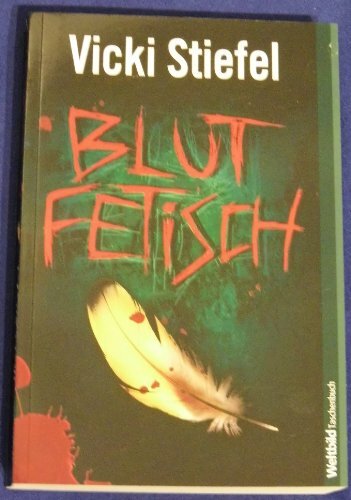 Vicki Stiefel
BLUT
FETISCH
Weltbild Taschenbuch